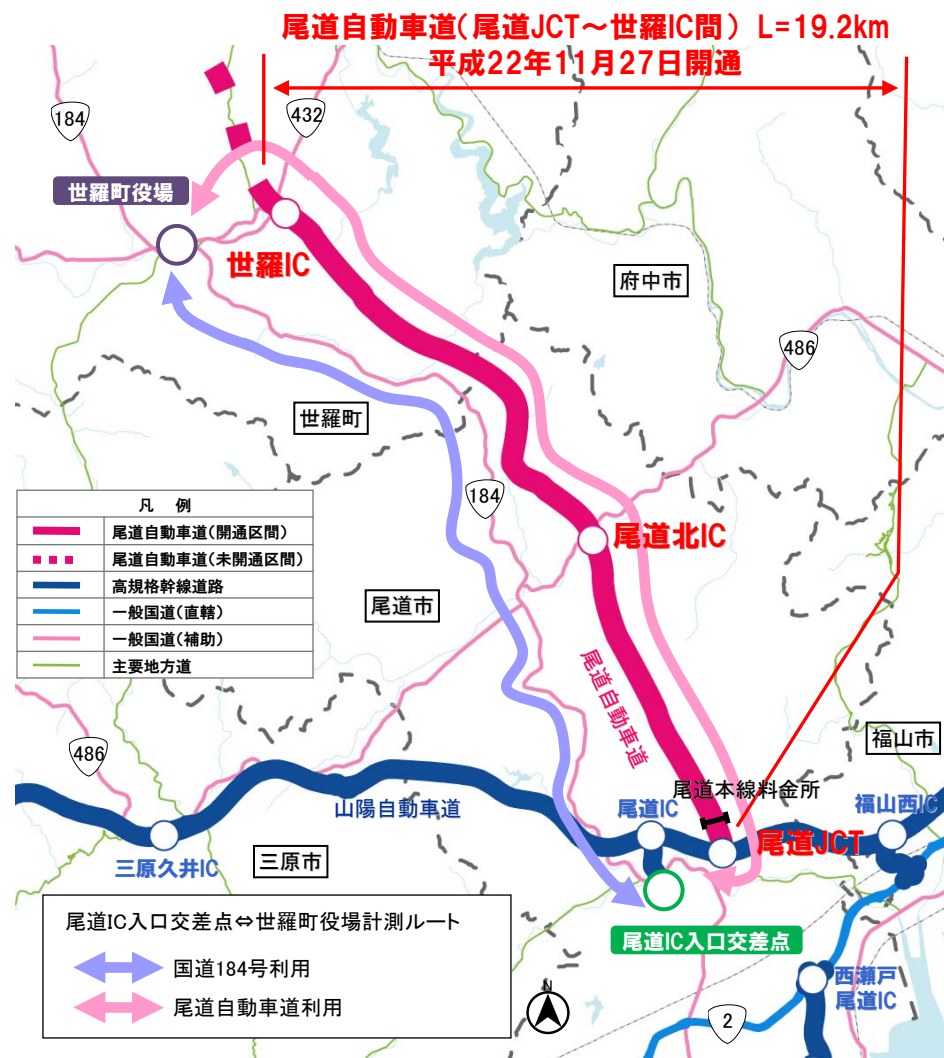 尾道自動車道(尾道JCT～世羅IC間) L=19.2km
平成22年11月27日開通
184
432
世羅町役場
世羅IC
府中市
486
世羅町
184
尾道北IC
凡 例
尾道自動車道(開通区間)
尾道自動車道(未開通区間)
高規格幹線道路
一般国道(直轄)
一般国道(補助)
主要地方道
尾道市
尾道自動車道
福山市
486
尾道本線料金所
山陽自動車道
尾道IC
福山西IC
尾道JCT
三原久井IC
三原市
尾道IC入口交差点⇔世羅町役場計測ルート
国道184号利用
尾道自動車道利用
尾道IC入口交差点
N
西瀬戸
尾道IC
2